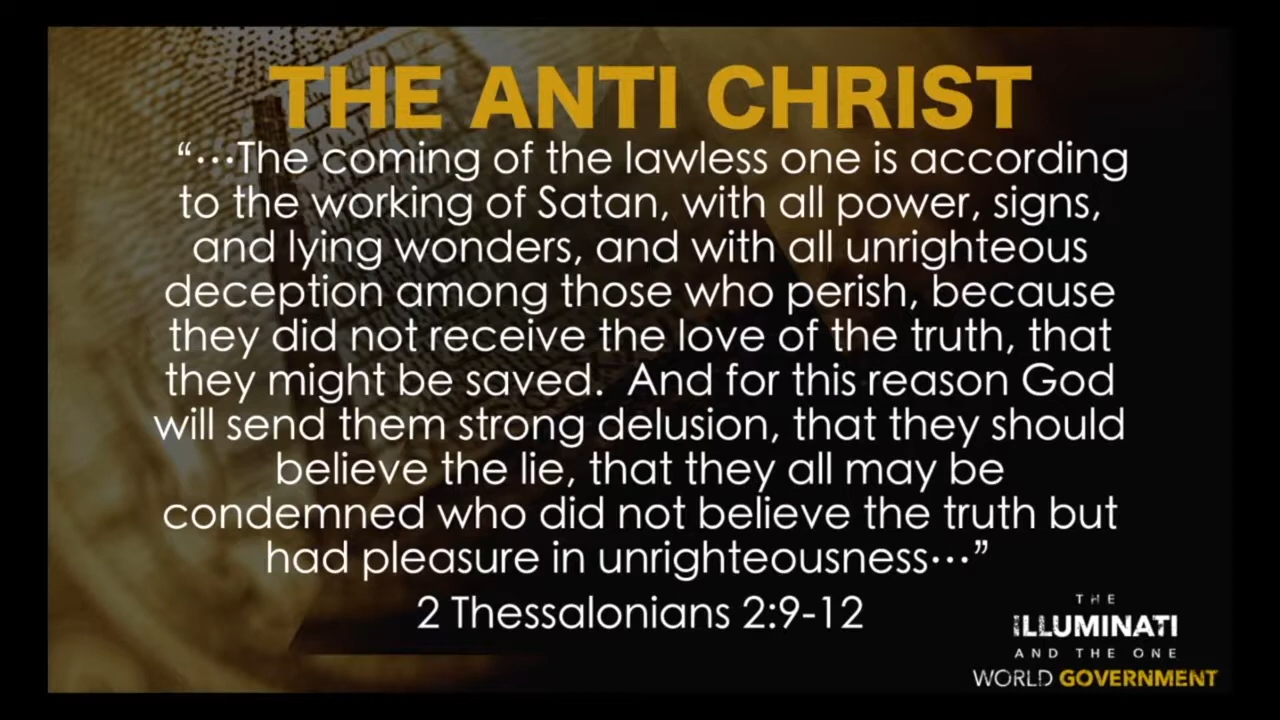 THE ANTI CHRIST
“…The coming of the lawless one is according
to the working of Satan, with all power, signs,
and lying wonders, and with all unrighteous
deception among those who perish, because
they did not receive the love of the truth, that
they might be saved.  And for this reason God
will send them strong delusion, that they should
believe the lie, that they all may be
condemned who did not believe the truth but
had pleasure in unrighteousness…”
2 Thessalonians 2:9-12
THE
ILLUMINATI
AND THE ONE
WORLD GOVERNMENT